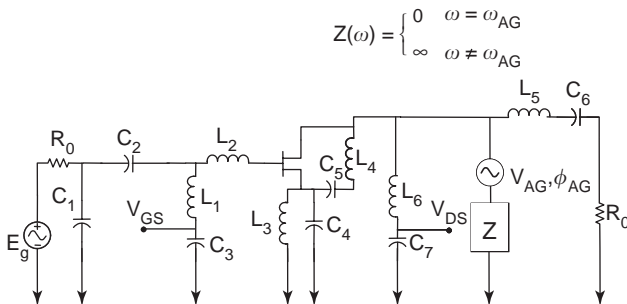 Z(ω) = { 0 ω = ω_AG
∞ ω ≠ ω_AG
L5
C6
R0
C2
L2
C5
L4
C1
L1
L6
V_AG, ϕ_AG
V_GS
L3
C4
V_DS
Z
R0
E_g
C3
C7